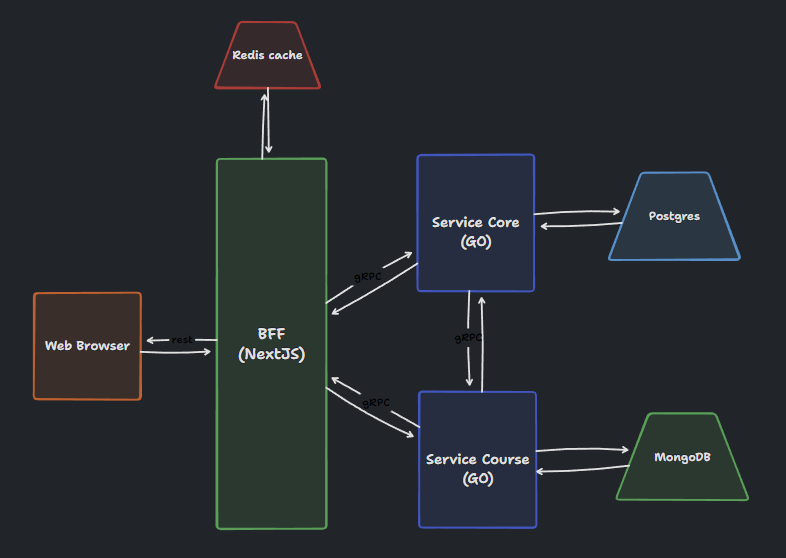 Redis cache
Service Core
(GO)
Postgres
gRPC
Web Browser
rest
BFF
(NextJS)
gRPC
gRPC
Service Course
(GO)
MongoDB